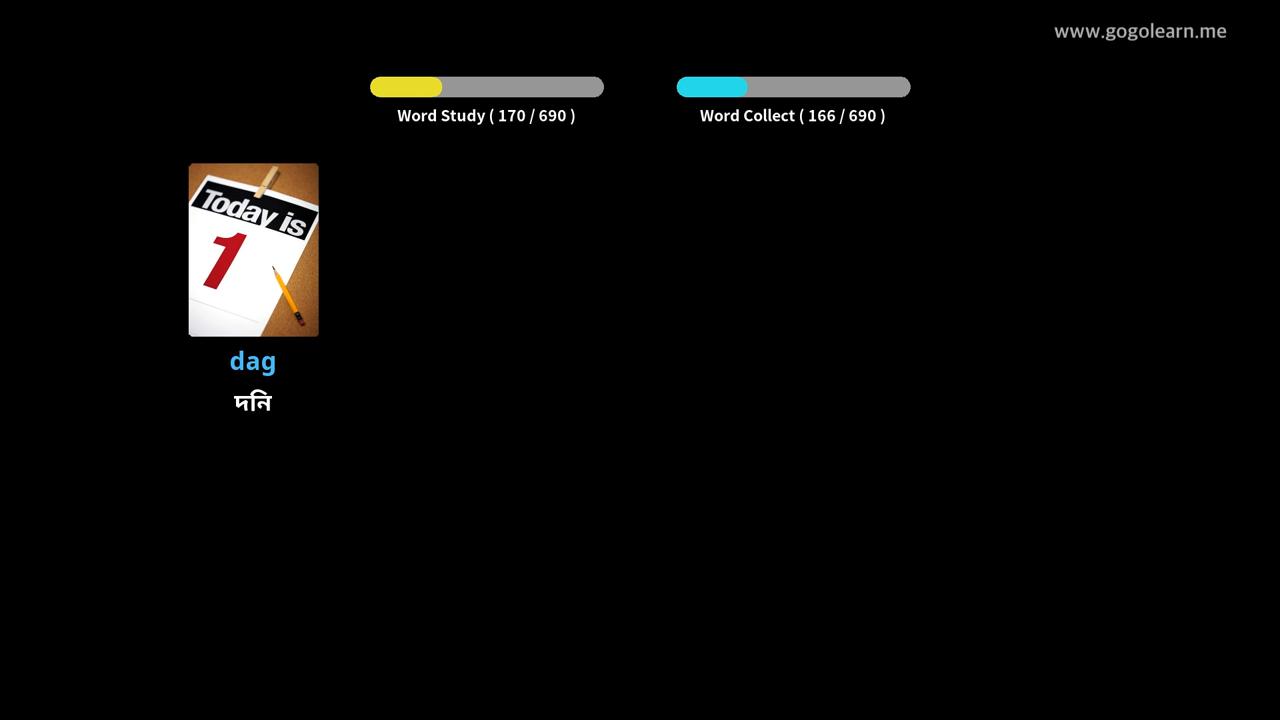 www.gogolearn.me
Word Study ( 170 / 690 )
Word Collect ( 166 / 690 )
Today is
1
dag
দনি